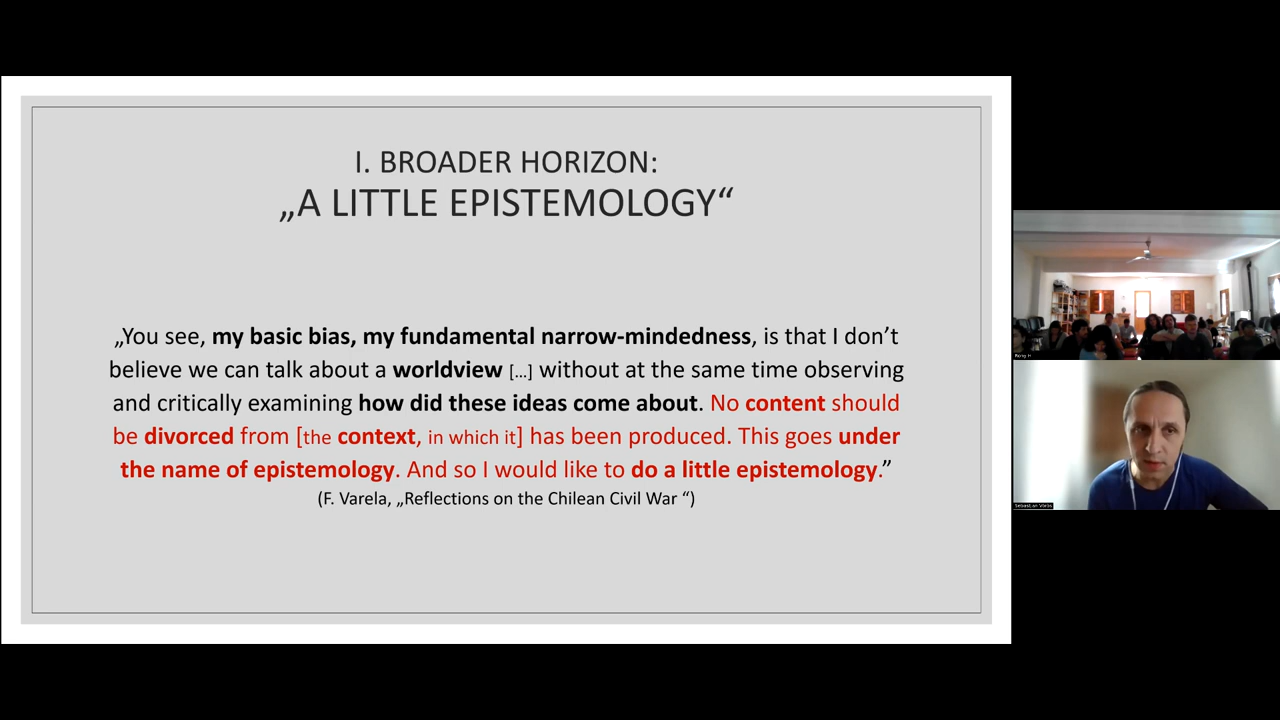 I. BROADER HORIZON:
„A LITTLE EPISTEMOLOGY“
„You see, my basic bias, my fundamental narrow-mindedness, is that I don’t
believe we can talk about a worldview [...] without at the same time observing
and critically examining how did these ideas come about. No content should
be divorced from [the context, in which it] has been produced. This goes under
the name of epistemology. And so I would like to do a little epistemology.”
(F. Varela, „Reflections on the Chilean Civil War “)
Sebastian Vörös